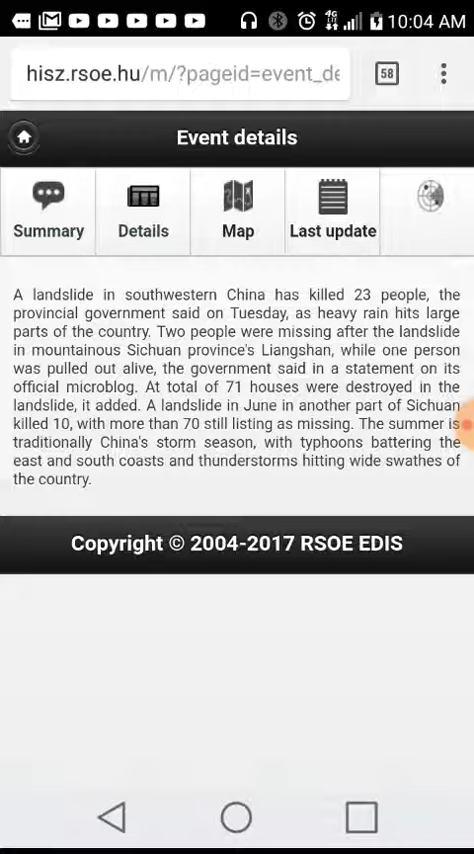 10:04 AM
hisz.rsoe.hu/m/?pageid=event_de
58
Event details
Summary
Details
Map
Last update
A landslide in southwestern China has killed 23 people, the
provincial government said on Tuesday, as heavy rain hits large
parts of the country. Two people were missing after the landslide
in mountainous Sichuan province's Liangshan, while one person
was pulled out alive, the government said in a statement on its
official microblog. At total of 71 houses were destroyed in the
landslide, it added. A landslide in June in another part of Sichuan
killed 10, with more than 70 still listing as missing. The summer is
traditionally China's storm season, with typhoons battering the
east and south coasts and thunderstorms hitting wide swathes of
the country.
Copyright © 2004-2017 RSOE EDIS